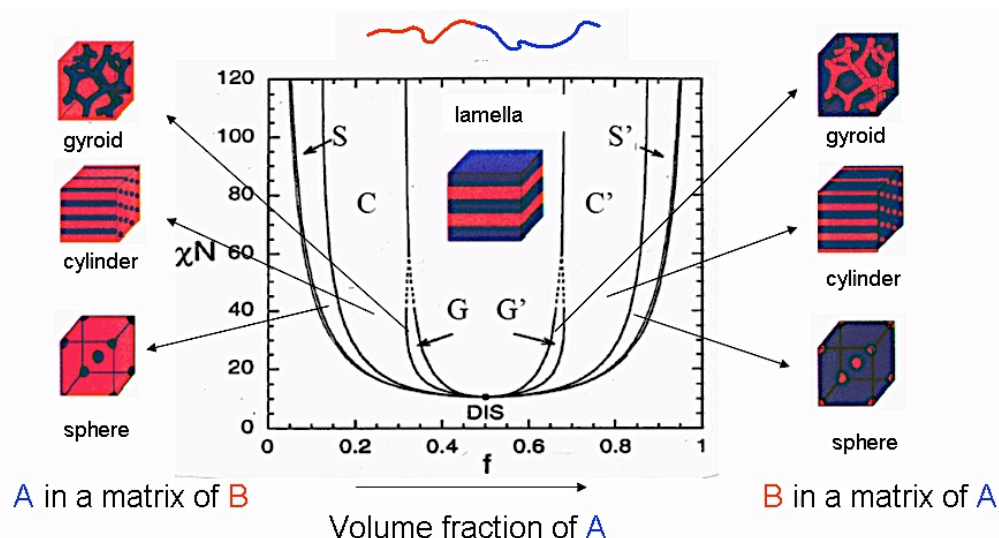 gyroid
cylinder
sphere
120
100
80
60
40
20
0
χN
lamella
S
S'
C
C'
G
G'
DIS
0
0.2
0.4
0.6
0.8
1
f
gyroid
cylinder
sphere
A in a matrix of B
B in a matrix of A
Volume fraction of A